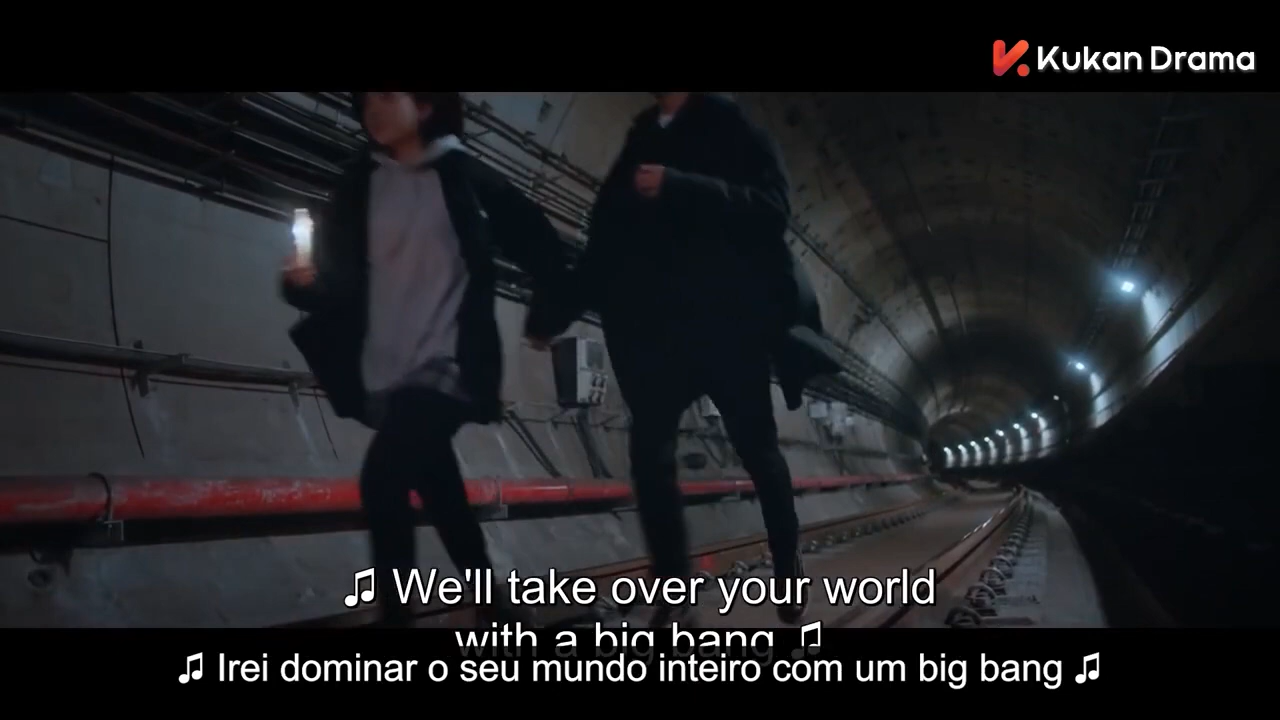 Kukan Drama
♫ We'll take over your world
with a big bang ♫
♫ Irei dominar o seu mundo inteiro com um big bang ♫